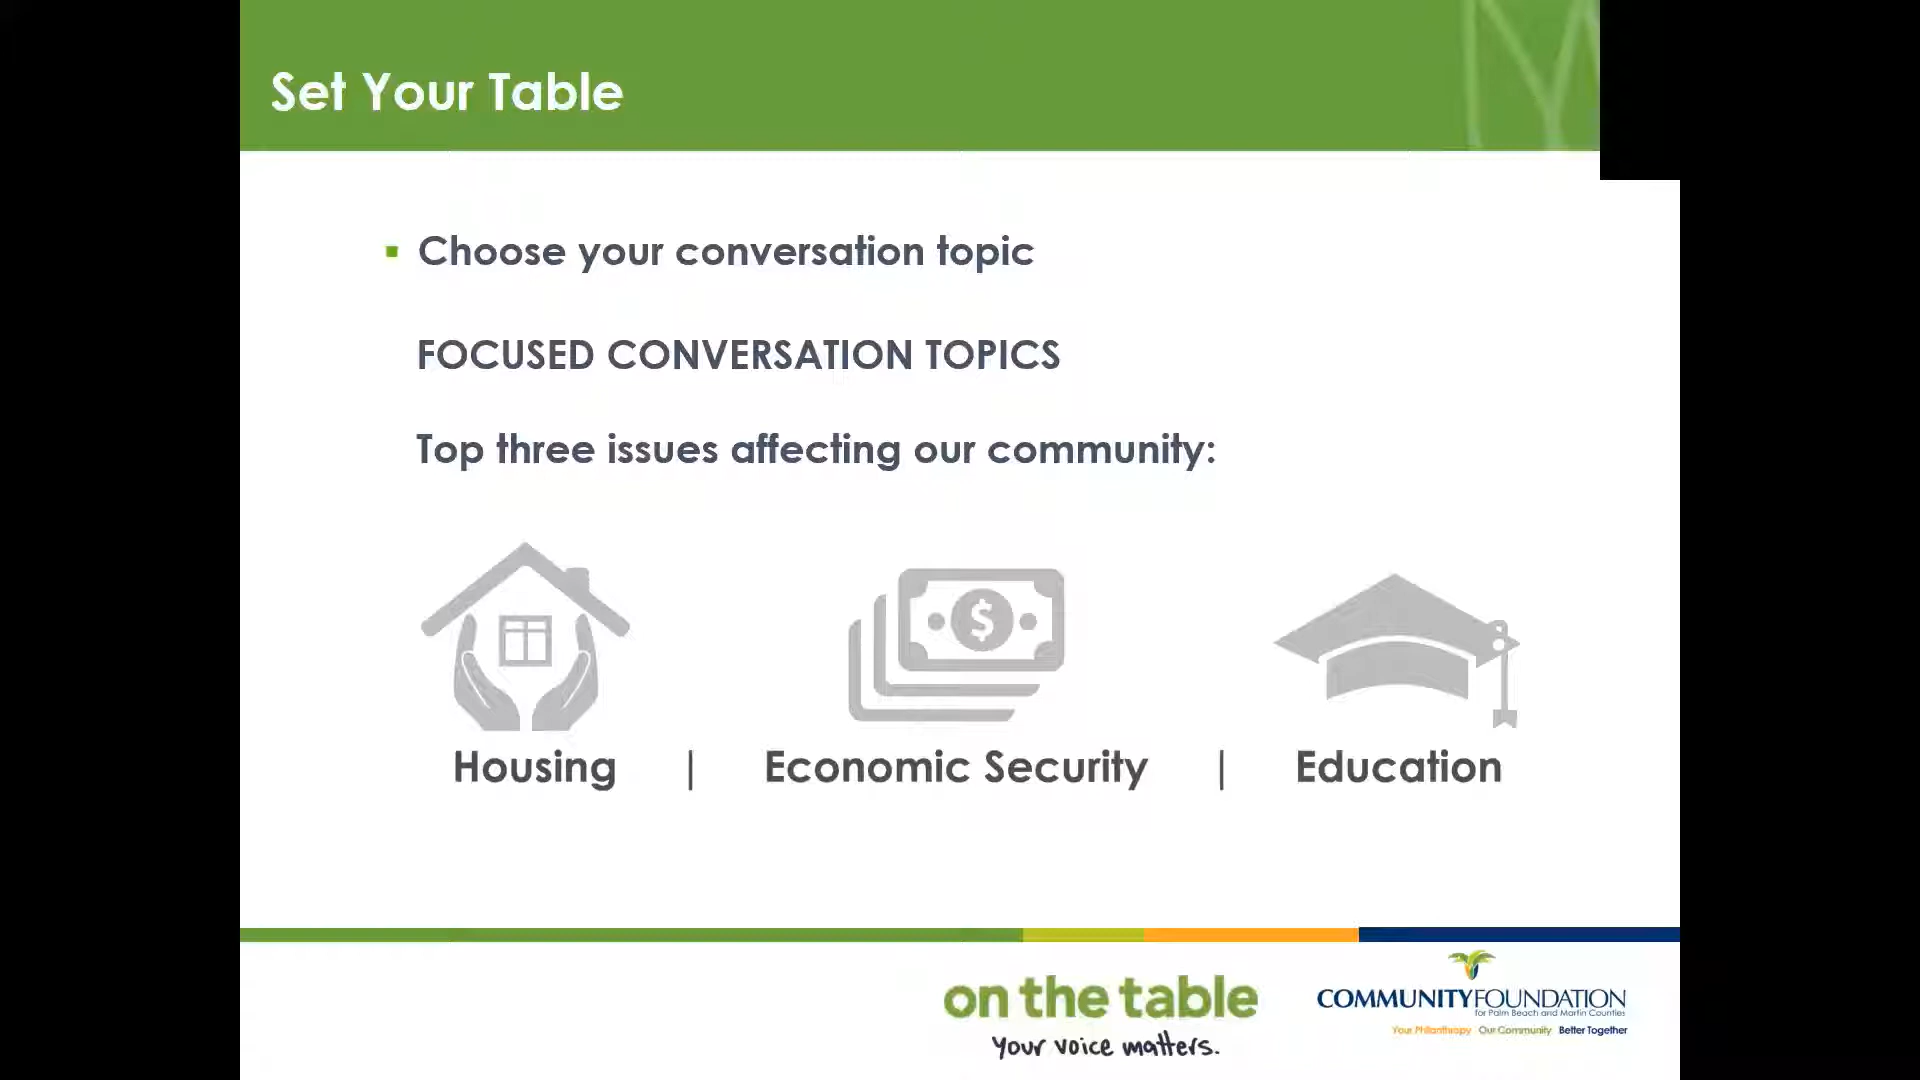 Set Your Table
Choose your conversation topic
FOCUSED CONVERSATION TOPICS
Top three issues affecting our community:
$
Housing | Economic Security | Education
on the table
your voice matters.
COMMUNITYFOUNDATION
for Palm Beach and Martin Counties
Your Philanthropy Our Community Better Together